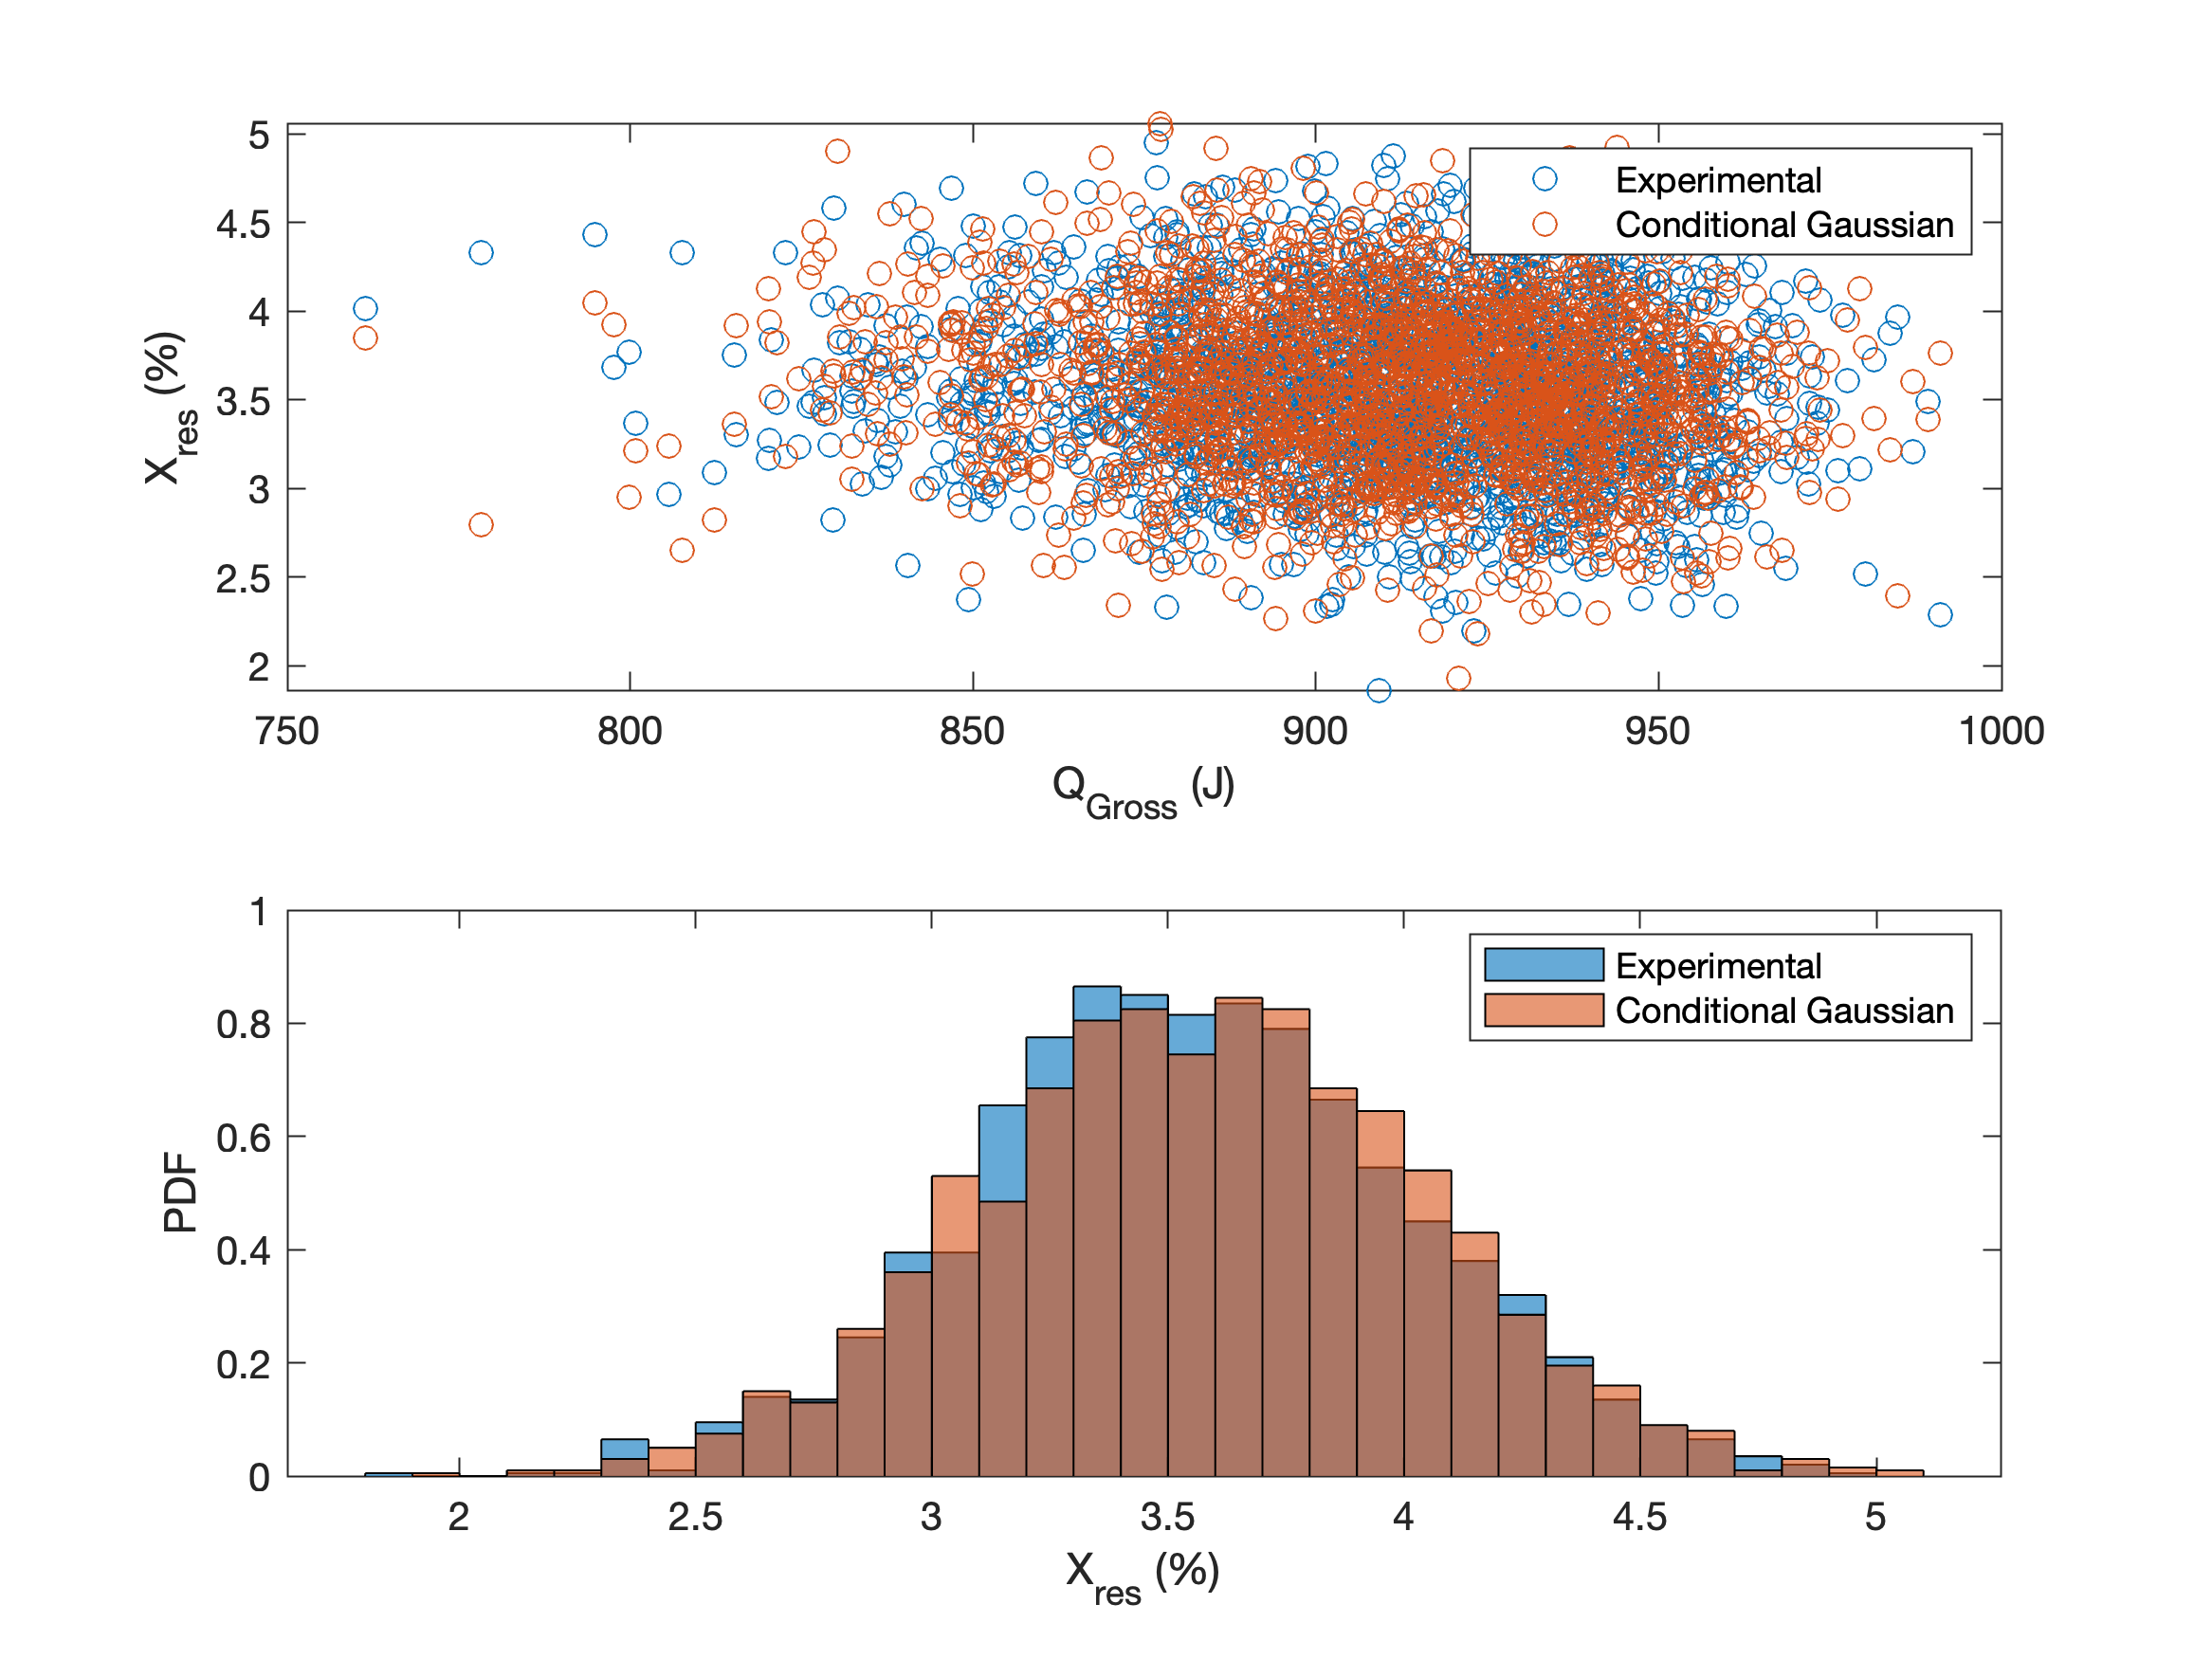 5
4.5
4
3.5
3
2.5
2
X_res (%)
Experimental
Conditional Gaussian
750 800 850 900 950 1000
Q_Gross (J)
1
0.8
0.6
0.4
0.2
0
PDF
Experimental
Conditional Gaussian
2 2.5 3 3.5 4 4.5 5
X_res (%)